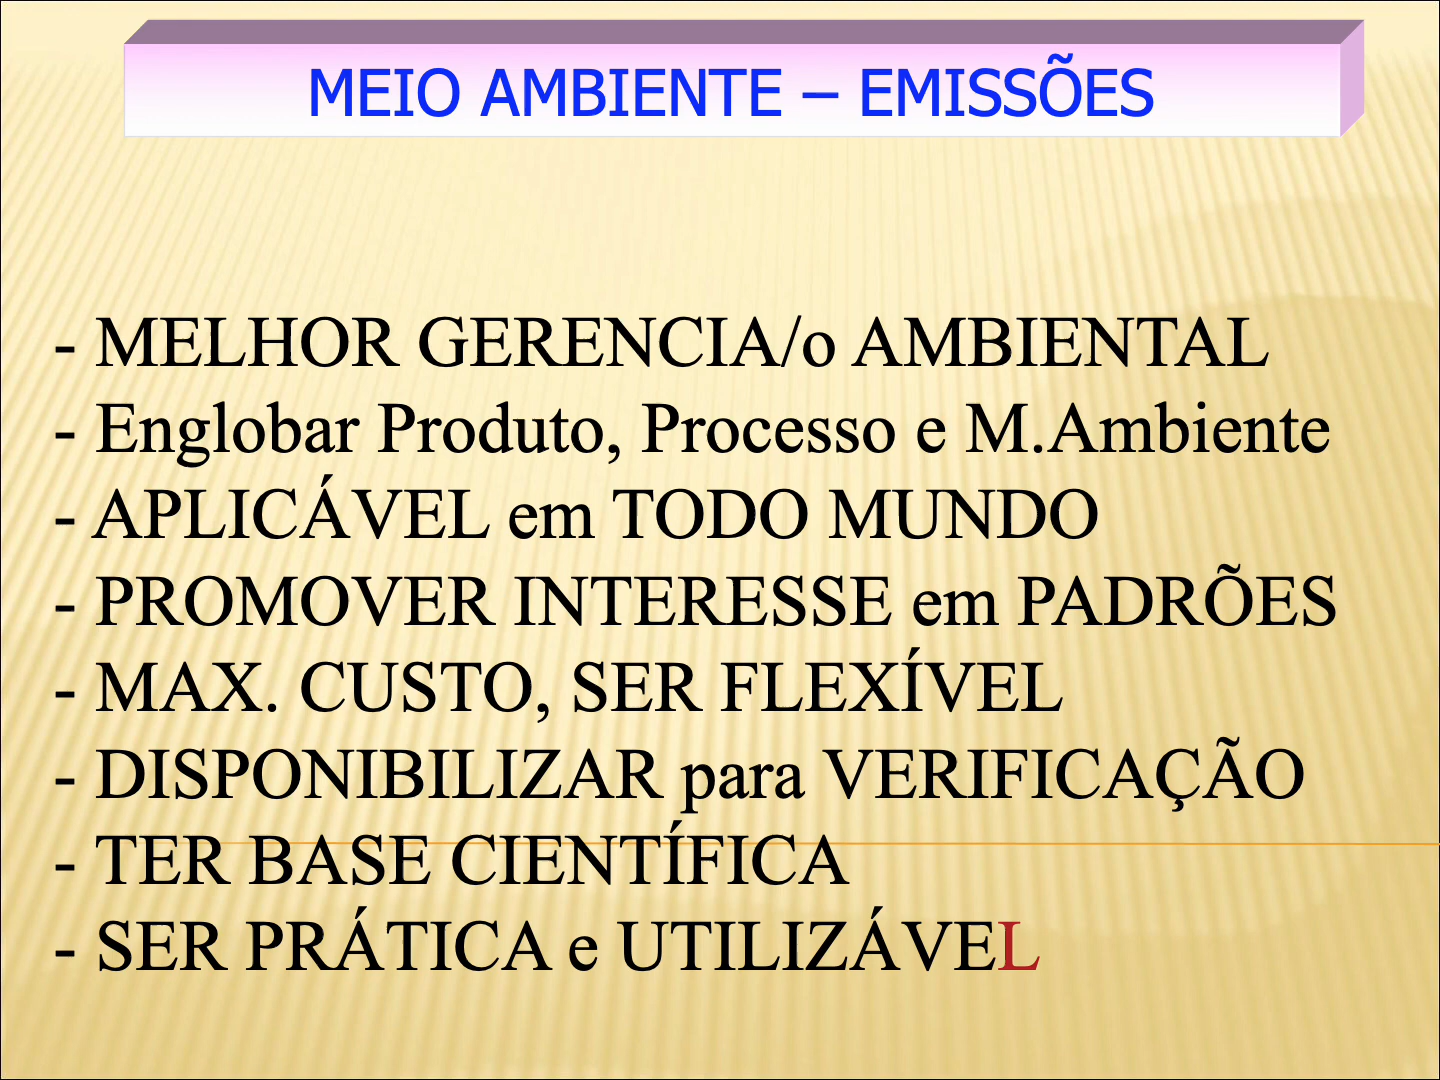 MEIO AMBIENTE – EMISSÕES
- MELHOR GERENCIA/o AMBIENTAL
- Englobar Produto, Processo e M.Ambiente
- APLICÁVEL em TODO MUNDO
- PROMOVER INTERESSE em PADRÕES
- MAX. CUSTO, SER FLEXÍVEL
- DISPONIBILIZAR para VERIFICAÇÃO
- TER BASE CIENTÍFICA
- SER PRÁTICA e UTILIZÁVEL